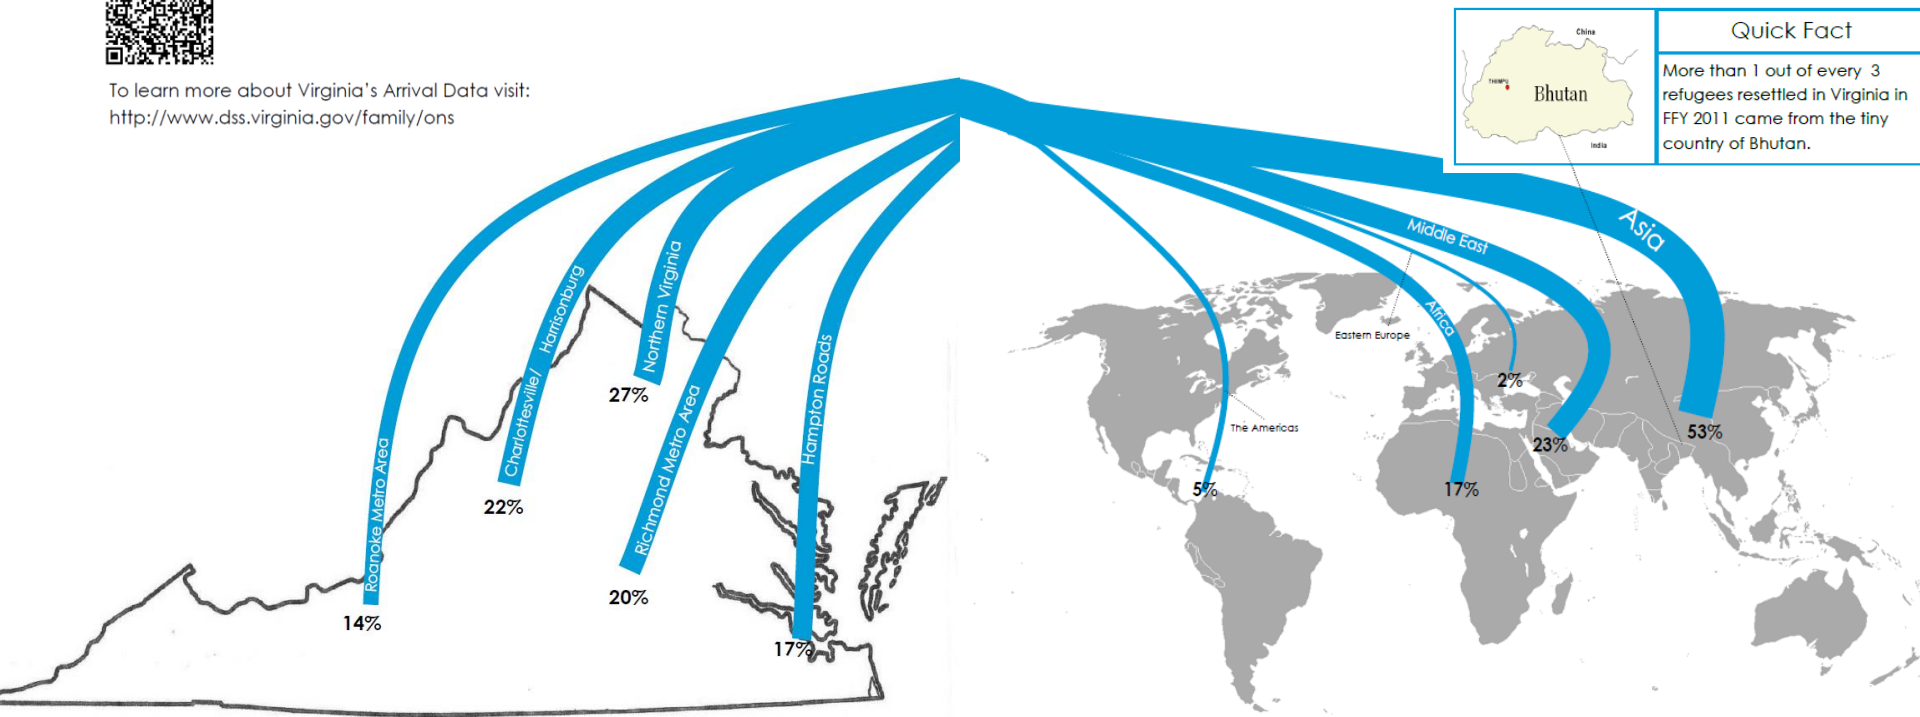 To learn more about Virginia's Arrival Data visit:
http://www.dss.virginia.gov/family/ons
China
THIMPU
Bhutan
India
Quick Fact
More than 1 out of every 3
refugees resettled in Virginia in
FFY 2011 came from the tiny
country of Bhutan.
Roanoke Metro Area
14%
Charlottesville/ Harrisonburg
22%
Northern Virginia
27%
Richmond Metro Area
20%
Hampton Roads
17%
The Americas
5%
Africa
17%
Eastern Europe
2%
Middle East
23%
Asia
53%